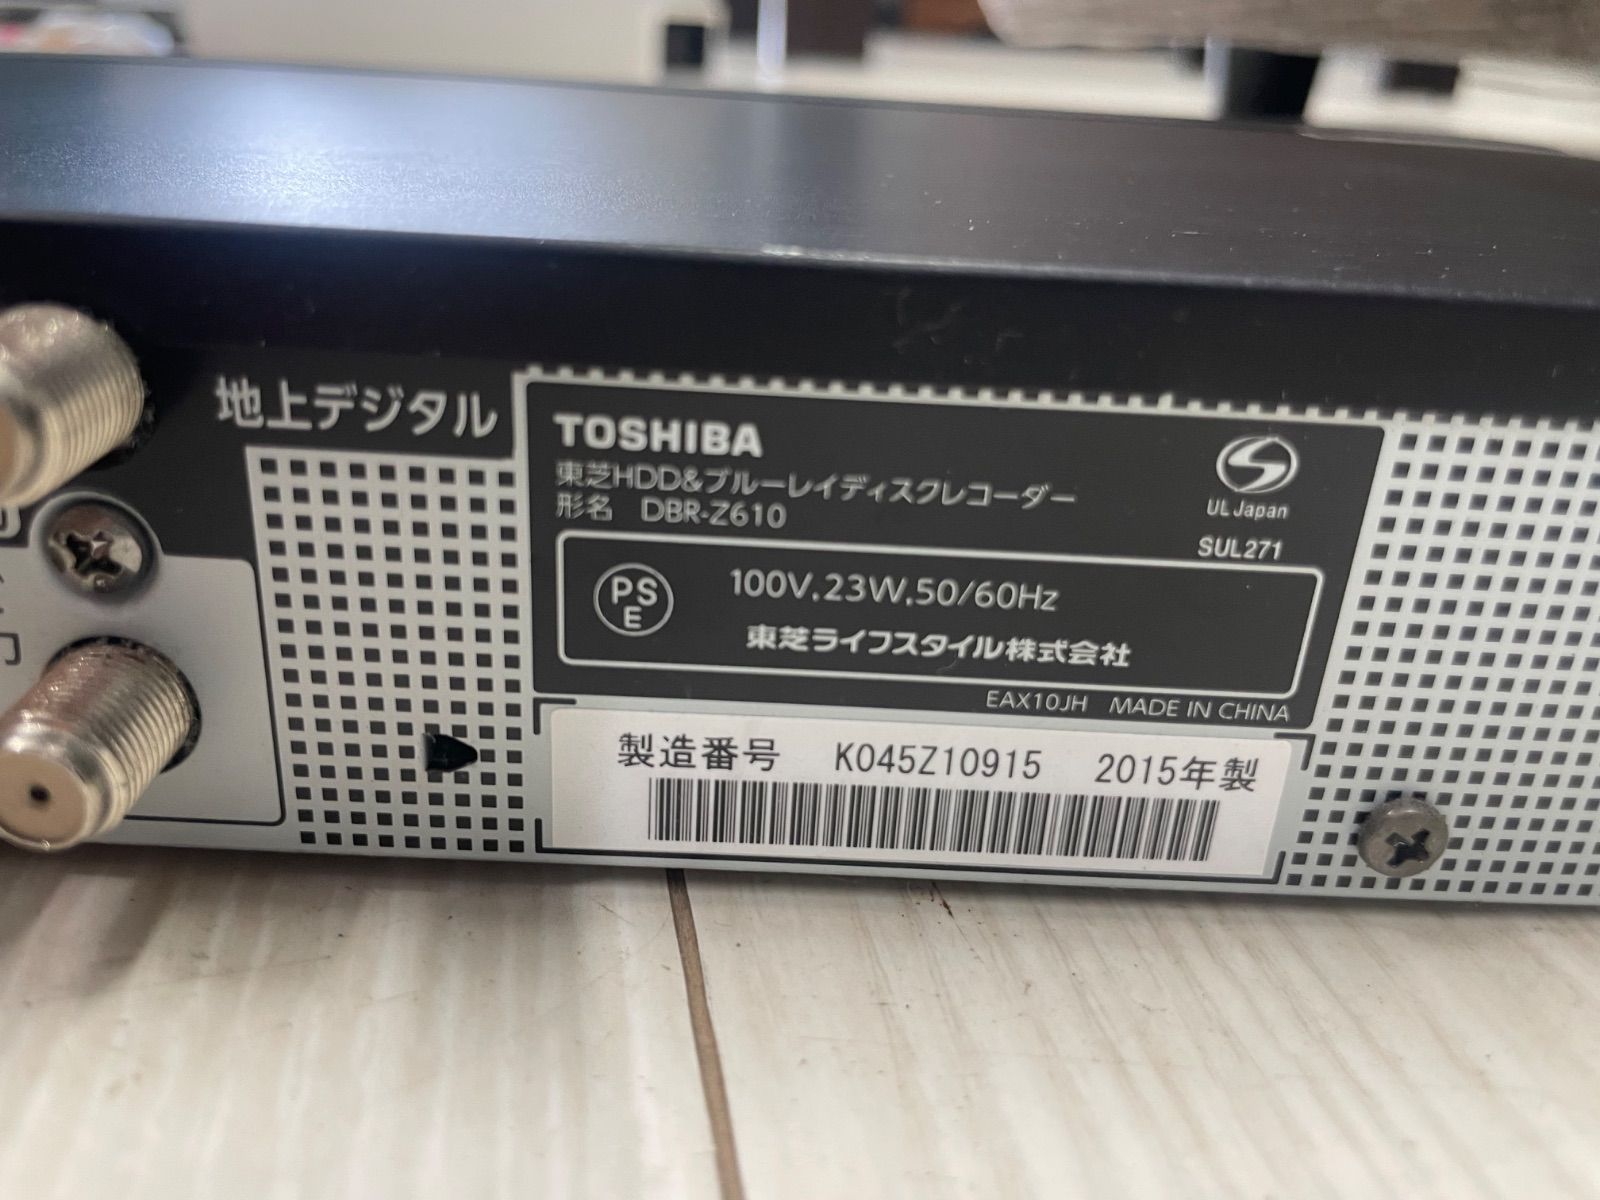 地上デジタル
TOSHIBA
東芝HDD&ブルーレイディスクレコーダー
形名 DBR-Z610
UL Japan
SUL271
PS
E
100V,23W,50/60Hz
東芝ライフスタイル株式会社
EAX10JH MADE IN CHINA
製造番号 K045Z10915 2015年製